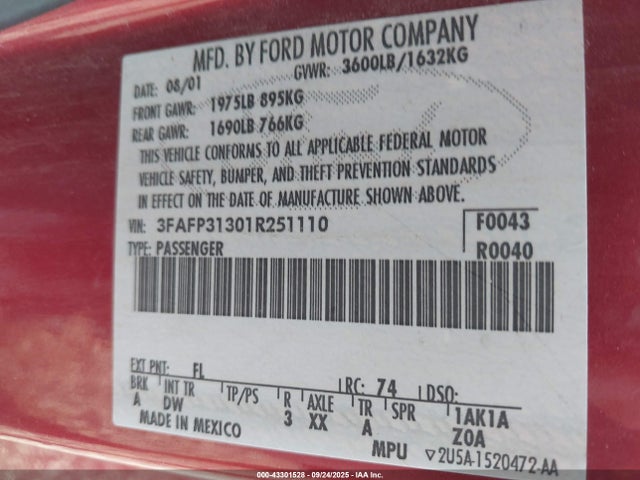 MFD. BY FORD MOTOR COMPANY
DATE: 08/01 GVWR: 3600LB/1632KG
FRONT GAWR: 1975LB 895KG
REAR GAWR: 1690LB 766KG
THIS VEHICLE CONFORMS TO ALL APPLICABLE FEDERAL MOTOR
VEHICLE SAFETY, BUMPER, AND THEFT PREVENTION STANDARDS
IN EFFECT ON THE DATE OF MANUFACTURE SHOWN ABOVE.
VIN: 3FAFP31301R251110 F0043
TYPE: PASSENGER R0040
EXT PNT: FL RC: 74 DSO:
BRK INT TR TP/PS R AXLE TR SPR 1AK1A
A DW 3 XX A Z0A
MADE IN MEXICO MPU ▽2U5A-1520472-AA
© 43301528 - 09/24/2025 - IAA, Inc.